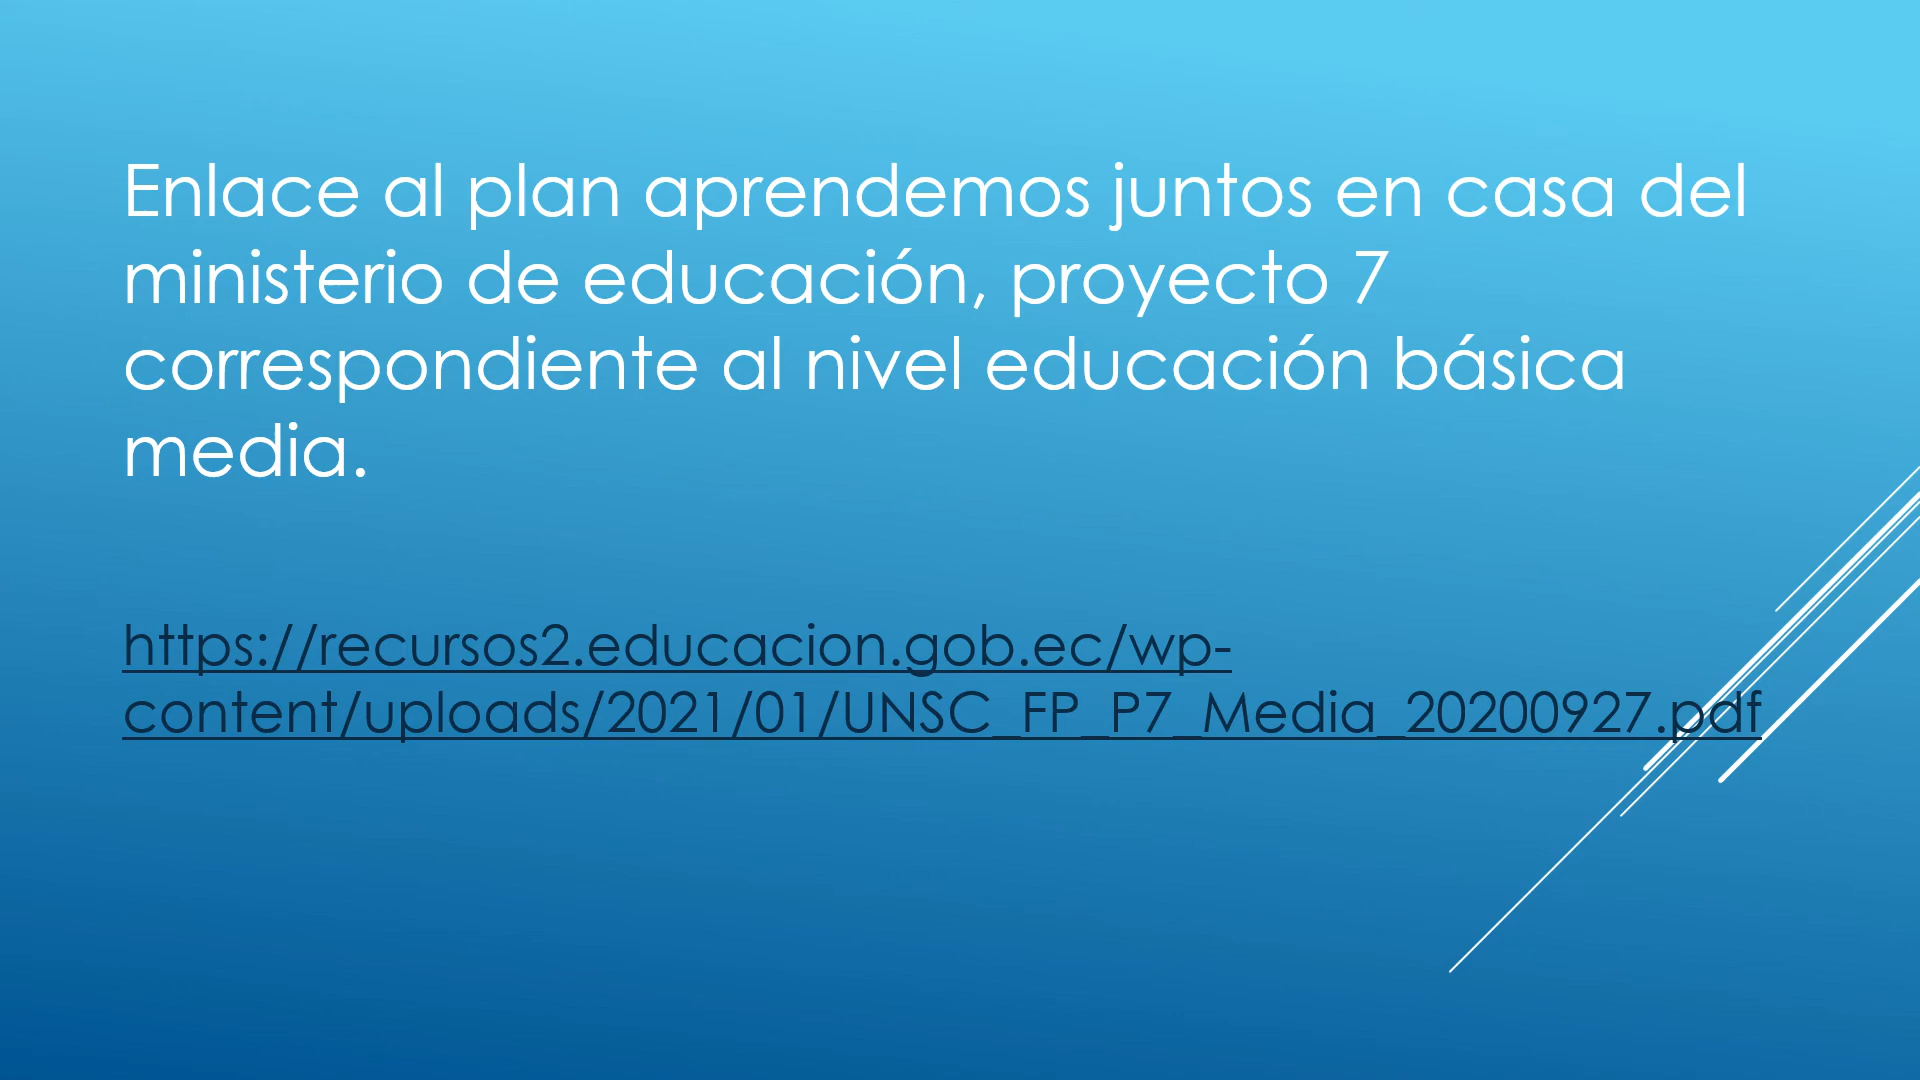 Enlace al plan aprendemos juntos en casa del
ministerio de educación, proyecto 7
correspondiente al nivel educación básica
media.
https://recursos2.educacion.gob.ec/wp-
content/uploads/2021/01/UNSC_FP_P7_Media_20200927.pdf